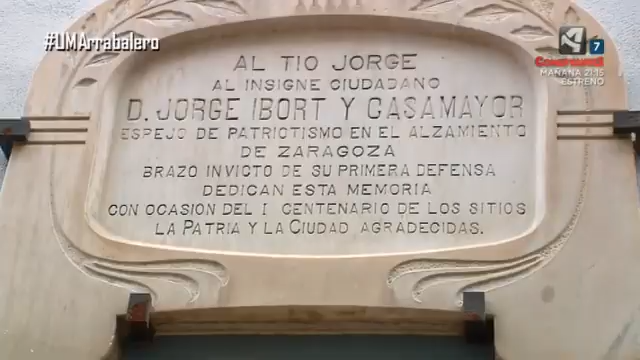 #UMArrabalero
7
MAÑANA 21:15
ESTRENO
AL TIO JORGE
AL INSIGNE CIUDADANO
D. JORGE IBORT Y CASAMAYOR
ESPEJO DE PATRIOTISMO EN EL ALZAMIENTO
DE ZARAGOZA
BRAZO INVICTO DE SU PRIMERA DEFENSA
DEDICAN ESTA MEMORIA
CON OCASION DEL I CENTENARIO DE LOS SITIOS
LA PATRIA Y LA CIUDAD AGRADECIDAS.